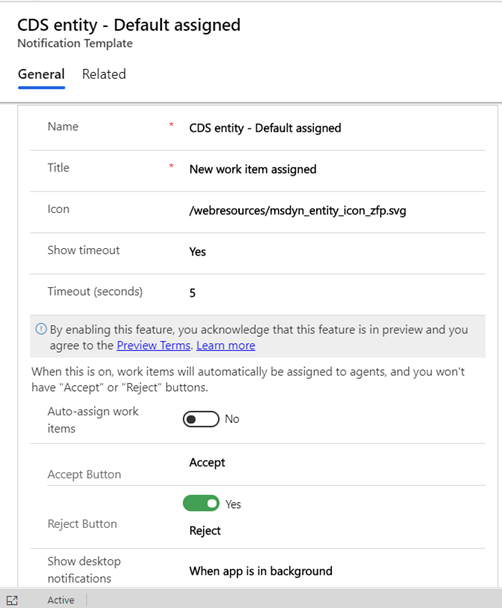 CDS entity - Default assigned
Notification Template
General Related
Name * CDS entity - Default assigned
Title * New work item assigned
Icon /webresources/msdyn_entity_icon_zfp.svg
Show timeout Yes
Timeout (seconds) 5
By enabling this feature, you acknowledge that this feature is in preview and you
agree to the Preview Terms. Learn more
When this is on, work items will automatically be assigned to agents, and you won't
have "Accept" or "Reject" buttons.
Auto-assign work
items
No
Accept
Accept Button
Yes
Reject Button
Reject
Show desktop
notifications
When app is in background
Active